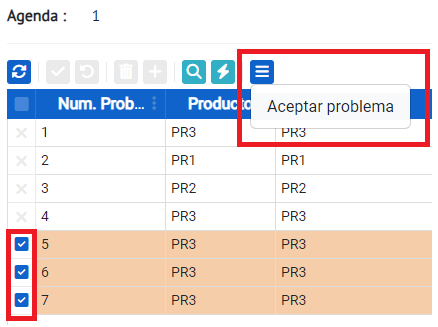 Agenda : 1
Aceptar problema
Num. Prob... Producto
1 PR3 PR3
2 PR1 PR1
3 PR2 PR2
4 PR3 PR3
5 PR3 PR3
6 PR3 PR3
7 PR3 PR3